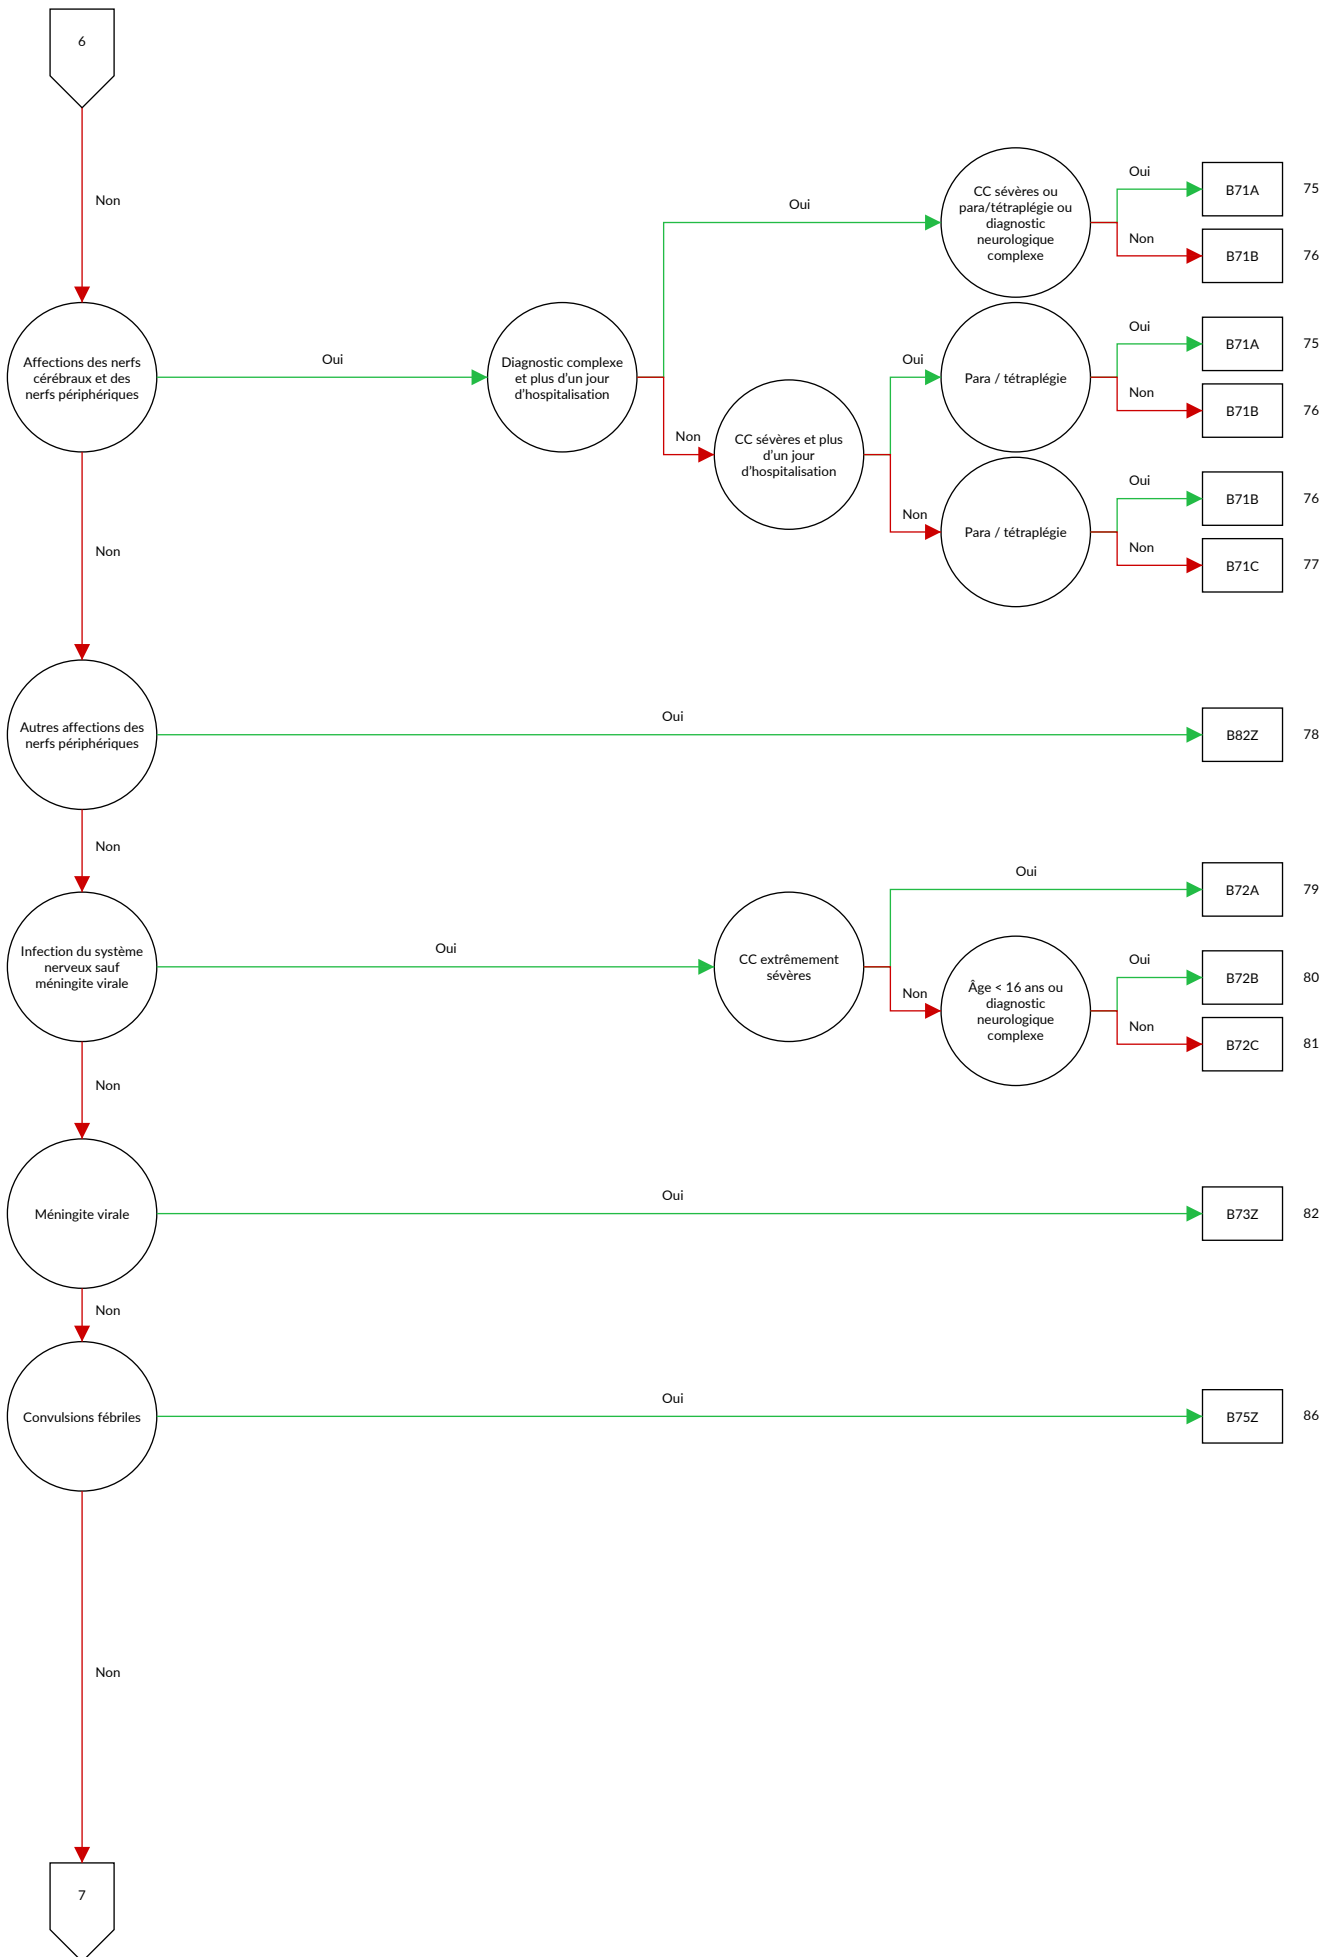 6
Non
Oui
CC sévères ou
para/tétraplégie ou
diagnostic
neurologique
complexe
Oui
B71A
75
Non
B71B
76
Affections des nerfs
cérébraux et des
nerfs périphériques
Oui
Diagnostic complexe
et plus d'un jour
d'hospitalisation
Non
CC sévères et plus
d'un jour
d'hospitalisation
Oui
Para / tétraplégie
Oui
B71A
75
Non
B71B
76
Non
Para / tétraplégie
Oui
B71B
76
Non
B71C
77
Non
Autres affections des
nerfs périphériques
Oui
B82Z
78
Non
Infection du système
nerveux sauf
méningite virale
Oui
CC extrêmement
sévères
Oui
B72A
79
Non
Âge < 16 ans ou
diagnostic
neurologique
complexe
Oui
B72B
80
Non
B72C
81
Non
Méningite virale
Oui
B73Z
82
Non
Convulsions fébriles
Oui
B75Z
86
Non
7